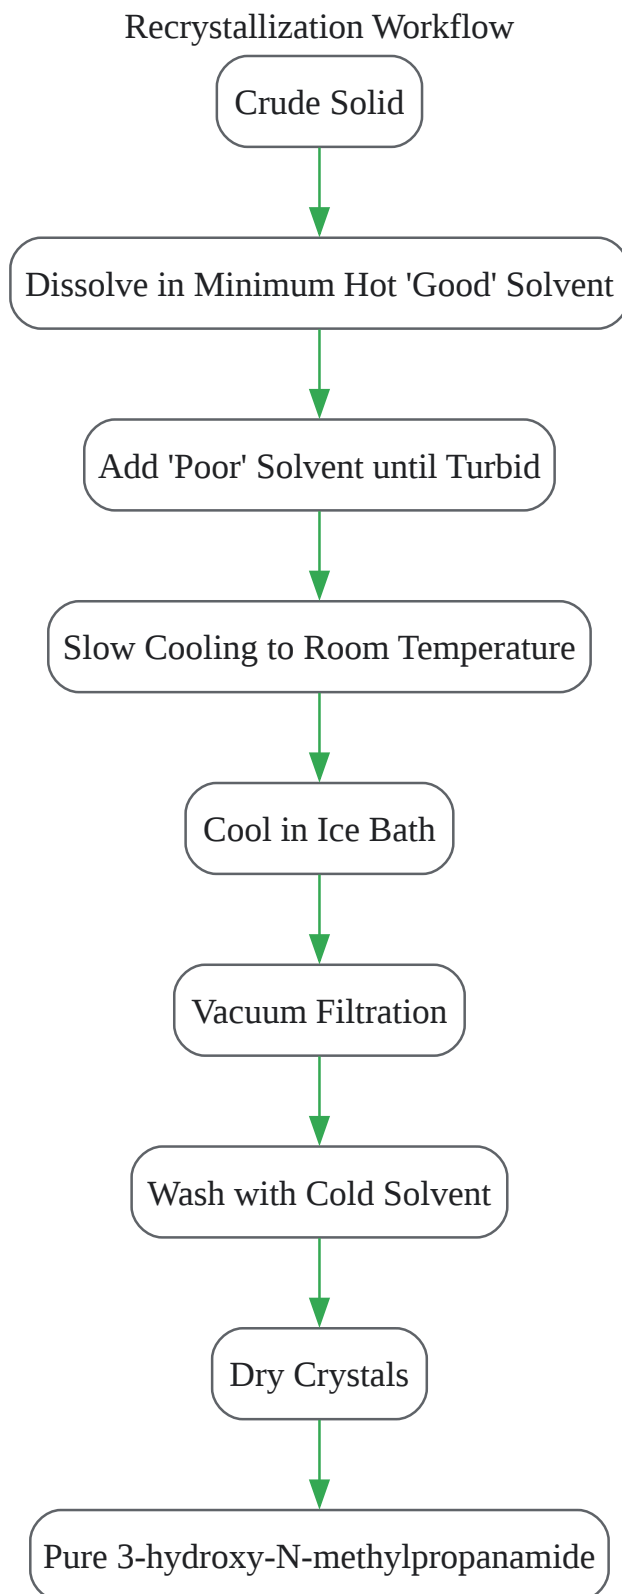 Recrystallization Workflow
Crude Solid
Dissolve in Minimum Hot 'Good' Solvent
Add 'Poor' Solvent until Turbid
Slow Cooling to Room Temperature
Cool in Ice Bath
Vacuum Filtration
Wash with Cold Solvent
Dry Crystals
Pure 3-hydroxy-N-methylpropanamide